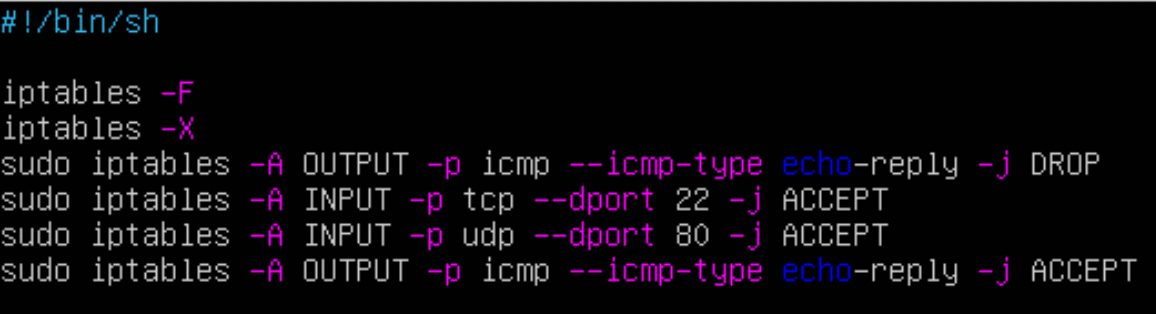 #!/bin/sh
iptables -F
iptables -X
sudo iptables -A OUTPUT -p icmp --icmp-type echo-reply -j DROP
sudo iptables -A INPUT -p tcp --dport 22 -j ACCEPT
sudo iptables -A INPUT -p udp --dport 80 -j ACCEPT
sudo iptables -A OUTPUT -p icmp --icmp-type echo-reply -j ACCEPT